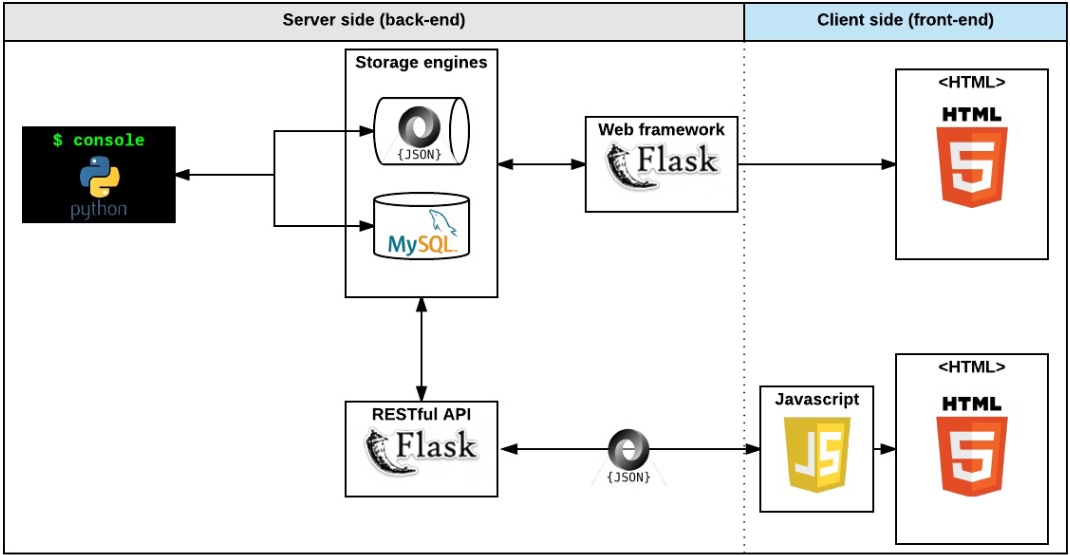 Server side (back-end)
Client side (front-end)
Storage engines
{JSON}
MySQL
$ console
python
Web framework
Flask
<HTML>
HTML
5
RESTful API
Flask
{JSON}
Javascript
JS
<HTML>
HTML
5